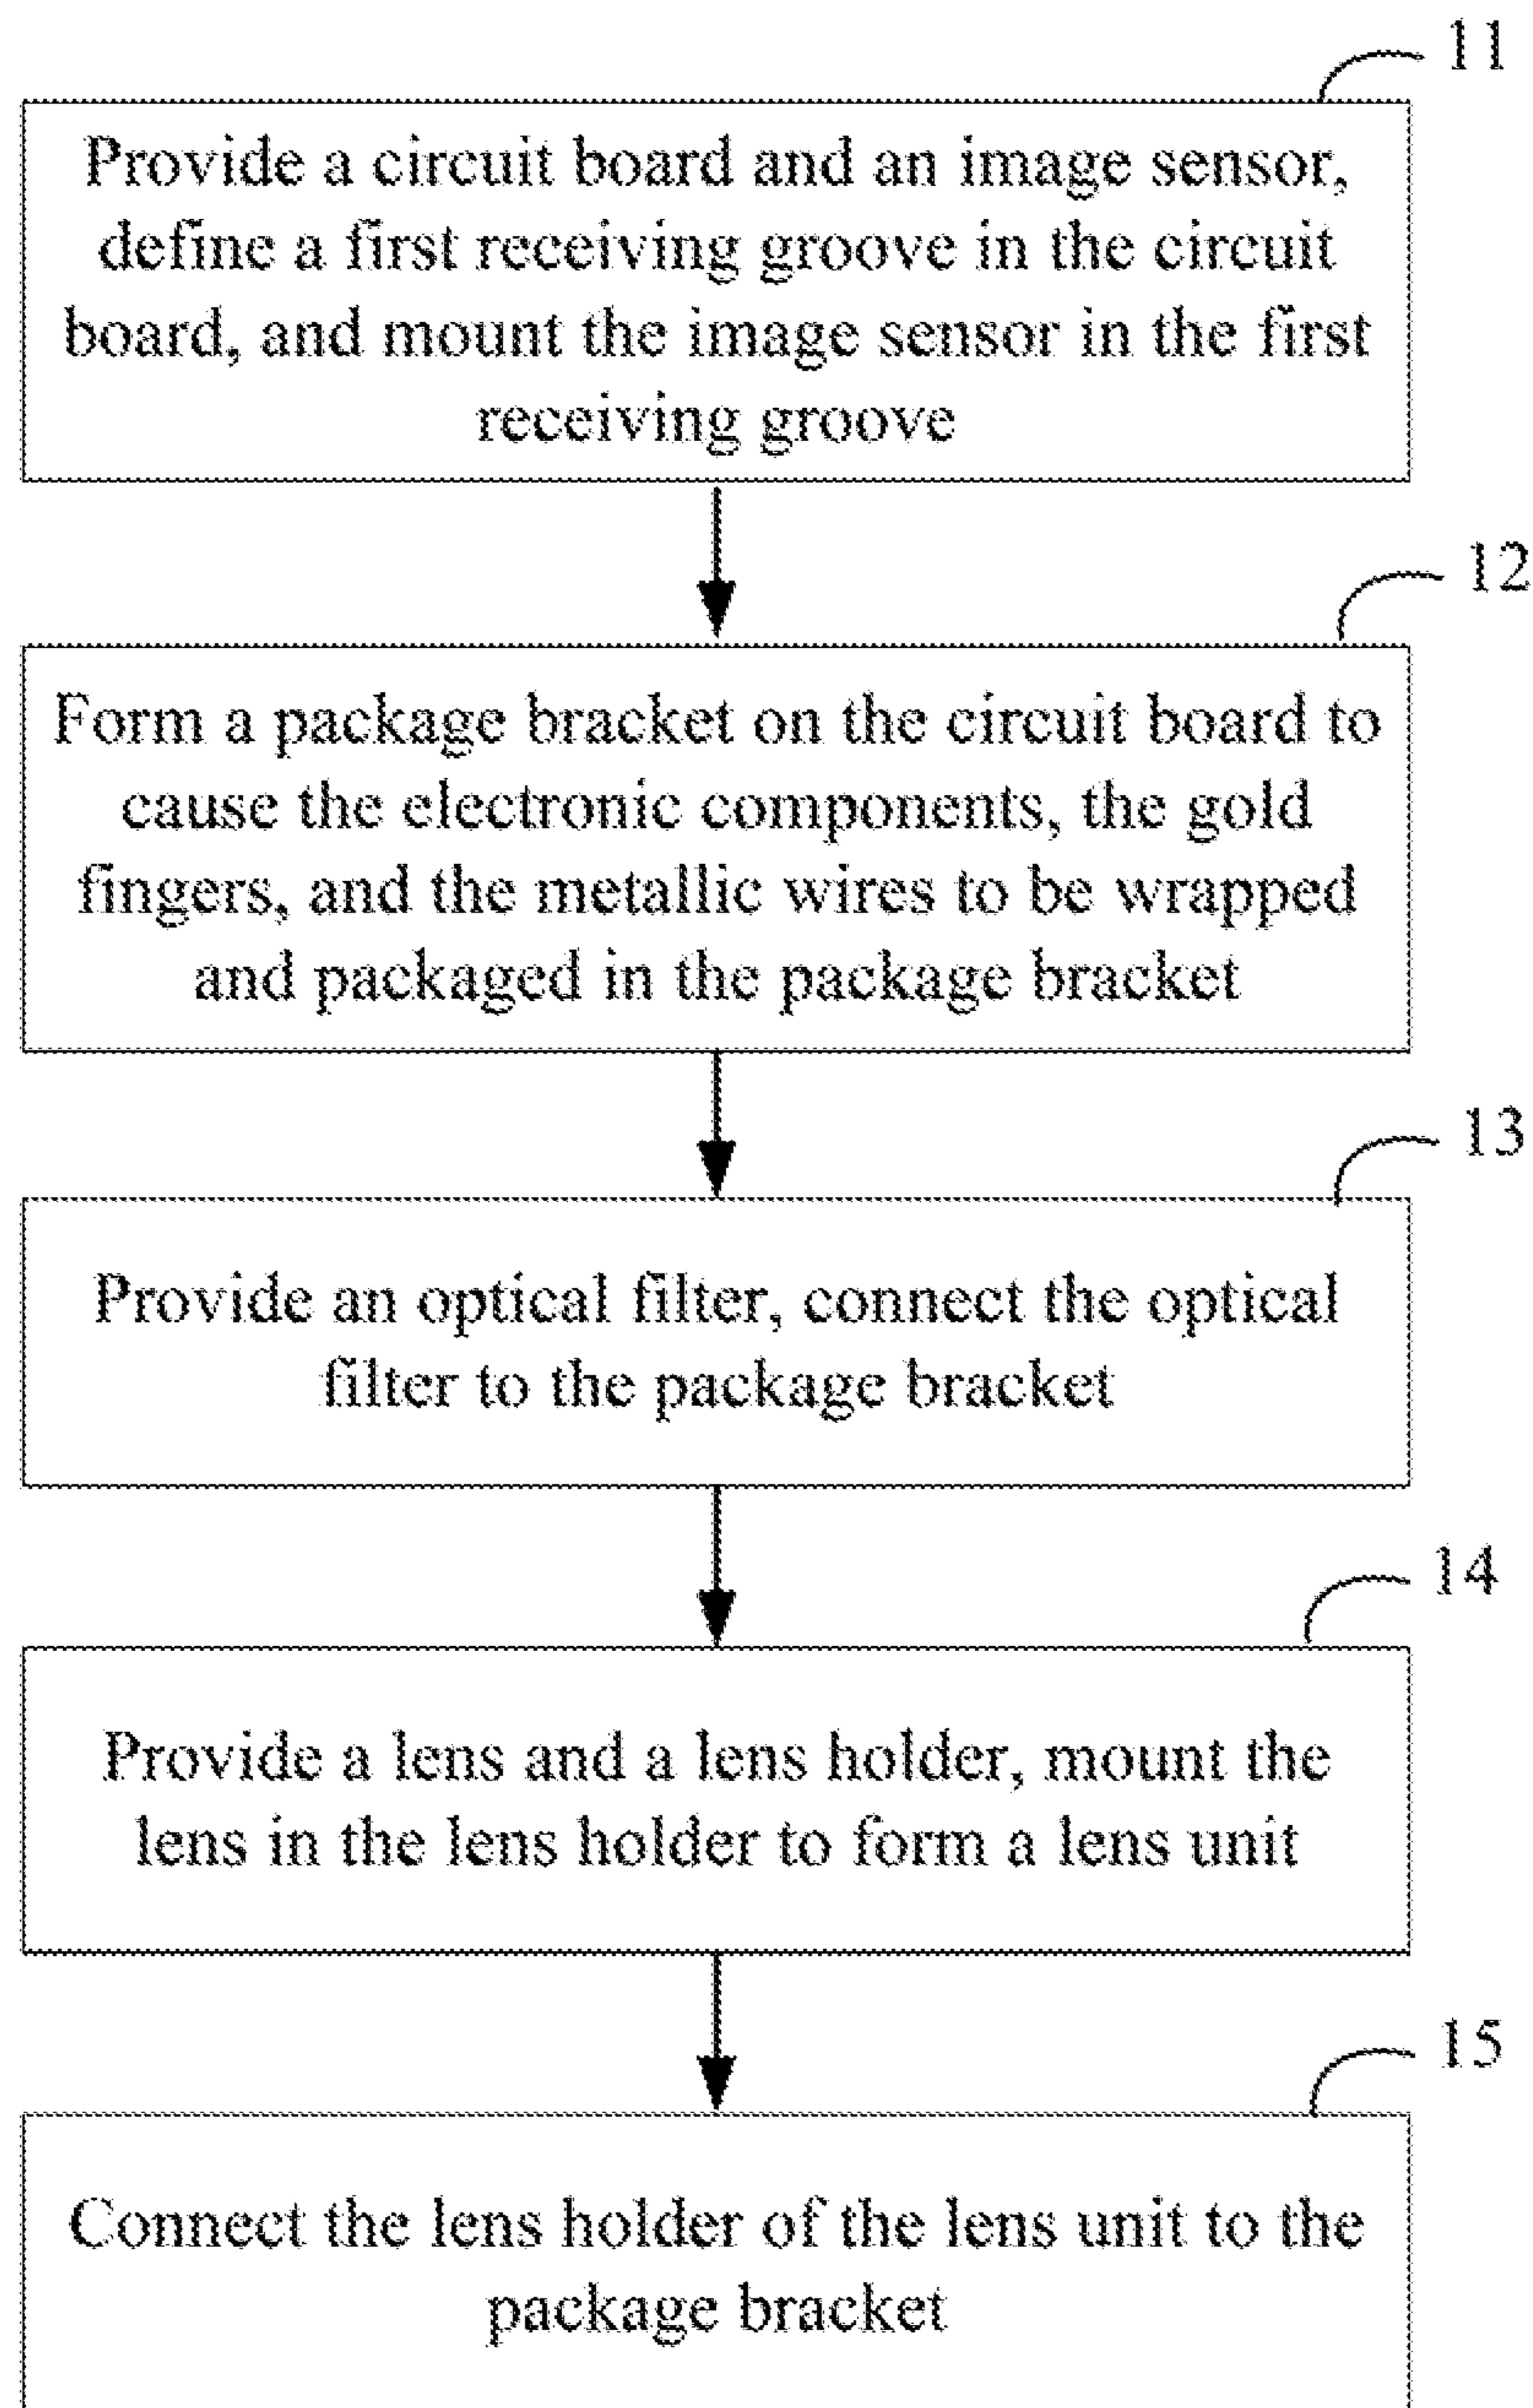 11
Provide a circuit board and an image sensor,
define a first receiving groove in the circuit
board, and mount the image sensor in the first
receiving groove
12
Form a package bracket on the circuit board to
cause the electronic components, the gold
fingers, and the metallic wires to be wrapped
and packaged in the package bracket
13
Provide an optical filter, connect the optical
filter to the package bracket
14
Provide a lens and a lens holder, mount the
lens in the lens holder to form a lens unit
15
Connect the lens holder of the lens unit to the
package bracket